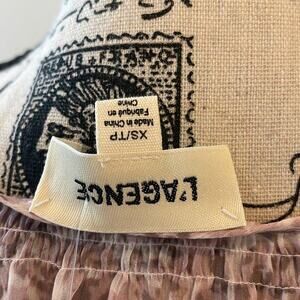 L'AGENCE
XS/TP
Made in China
Fabriqué en
Chine